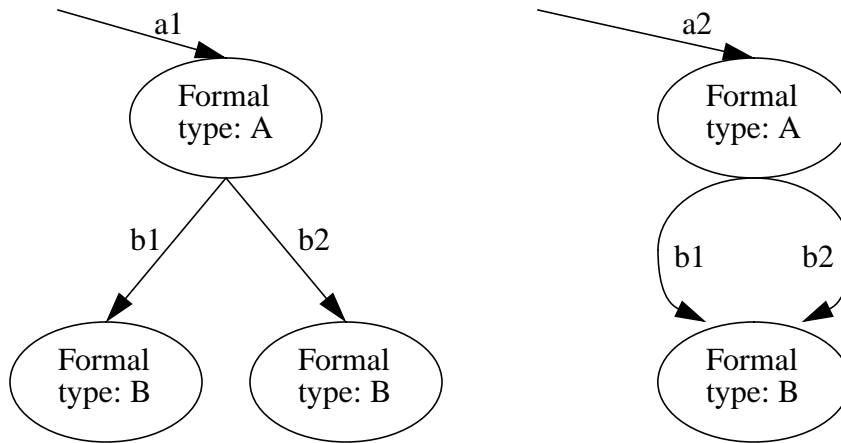 a1
a2
Formal
type: A
Formal
type: A
b1
b2
b1
b2
Formal
type: B
Formal
type: B
Formal
type: B